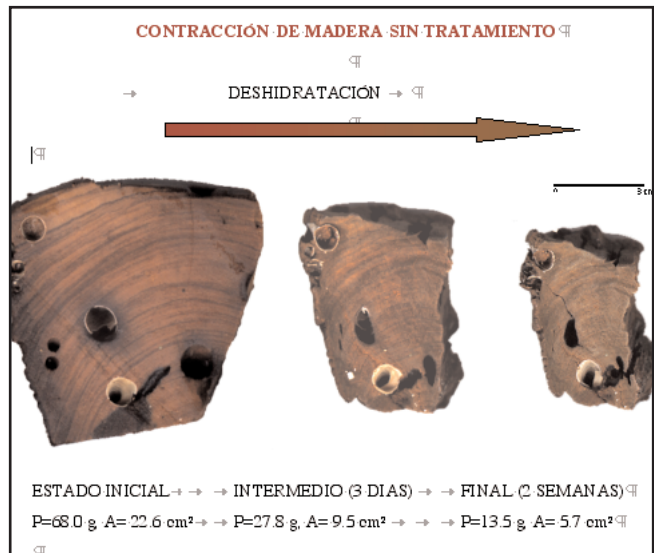 CONTRACCIÓN DE MADERA SIN TRATAMIENTO
DESHIDRATACIÓN
0 3 cm
ESTADO INICIAL INTERMEDIO (3 DIAS) FINAL (2 SEMANAS)
P=68.0 g A= 22.6 cm² P=27.8 g, A= 9.5 cm² P=13.5 g A= 5.7 cm²